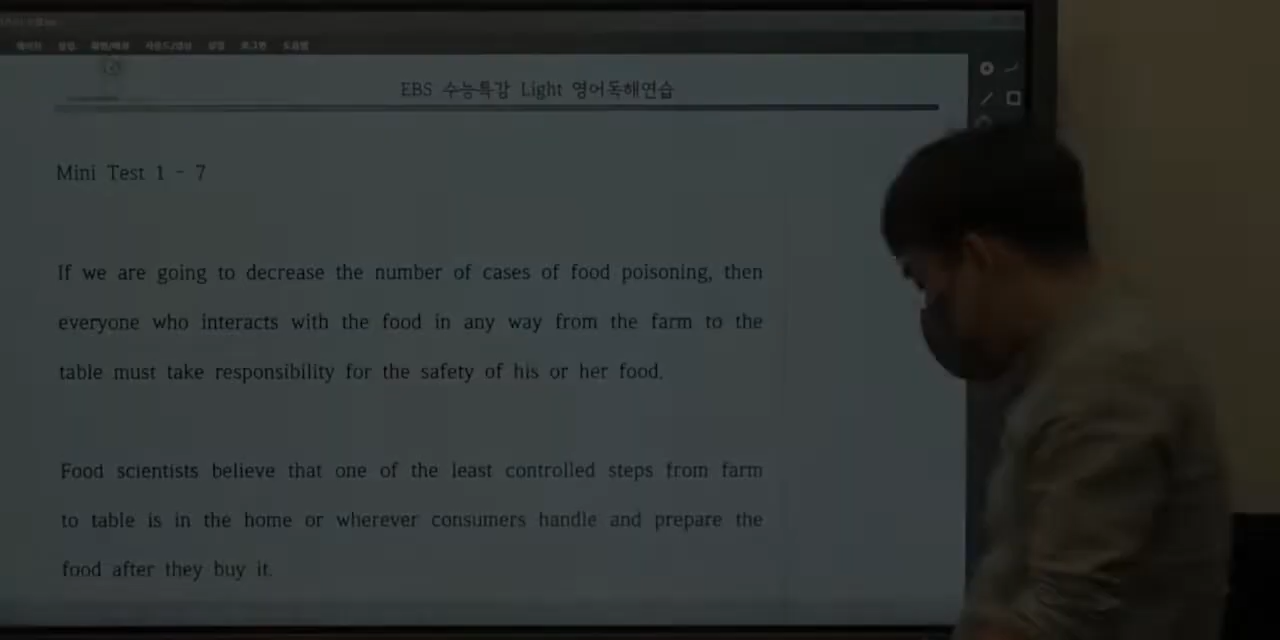 도움말
EBS 수능특강 Light 영어독해연습
Mini Test 1 - 7
If we are going to decrease the number of cases of food poisoning, then
everyone who interacts with the food in any way from the farm to the
table must take responsibility for the safety of his or her food.
Food scientists believe that one of the least controlled steps from farm
to table is in the home or wherever consumers handle and prepare the
food after they buy it.